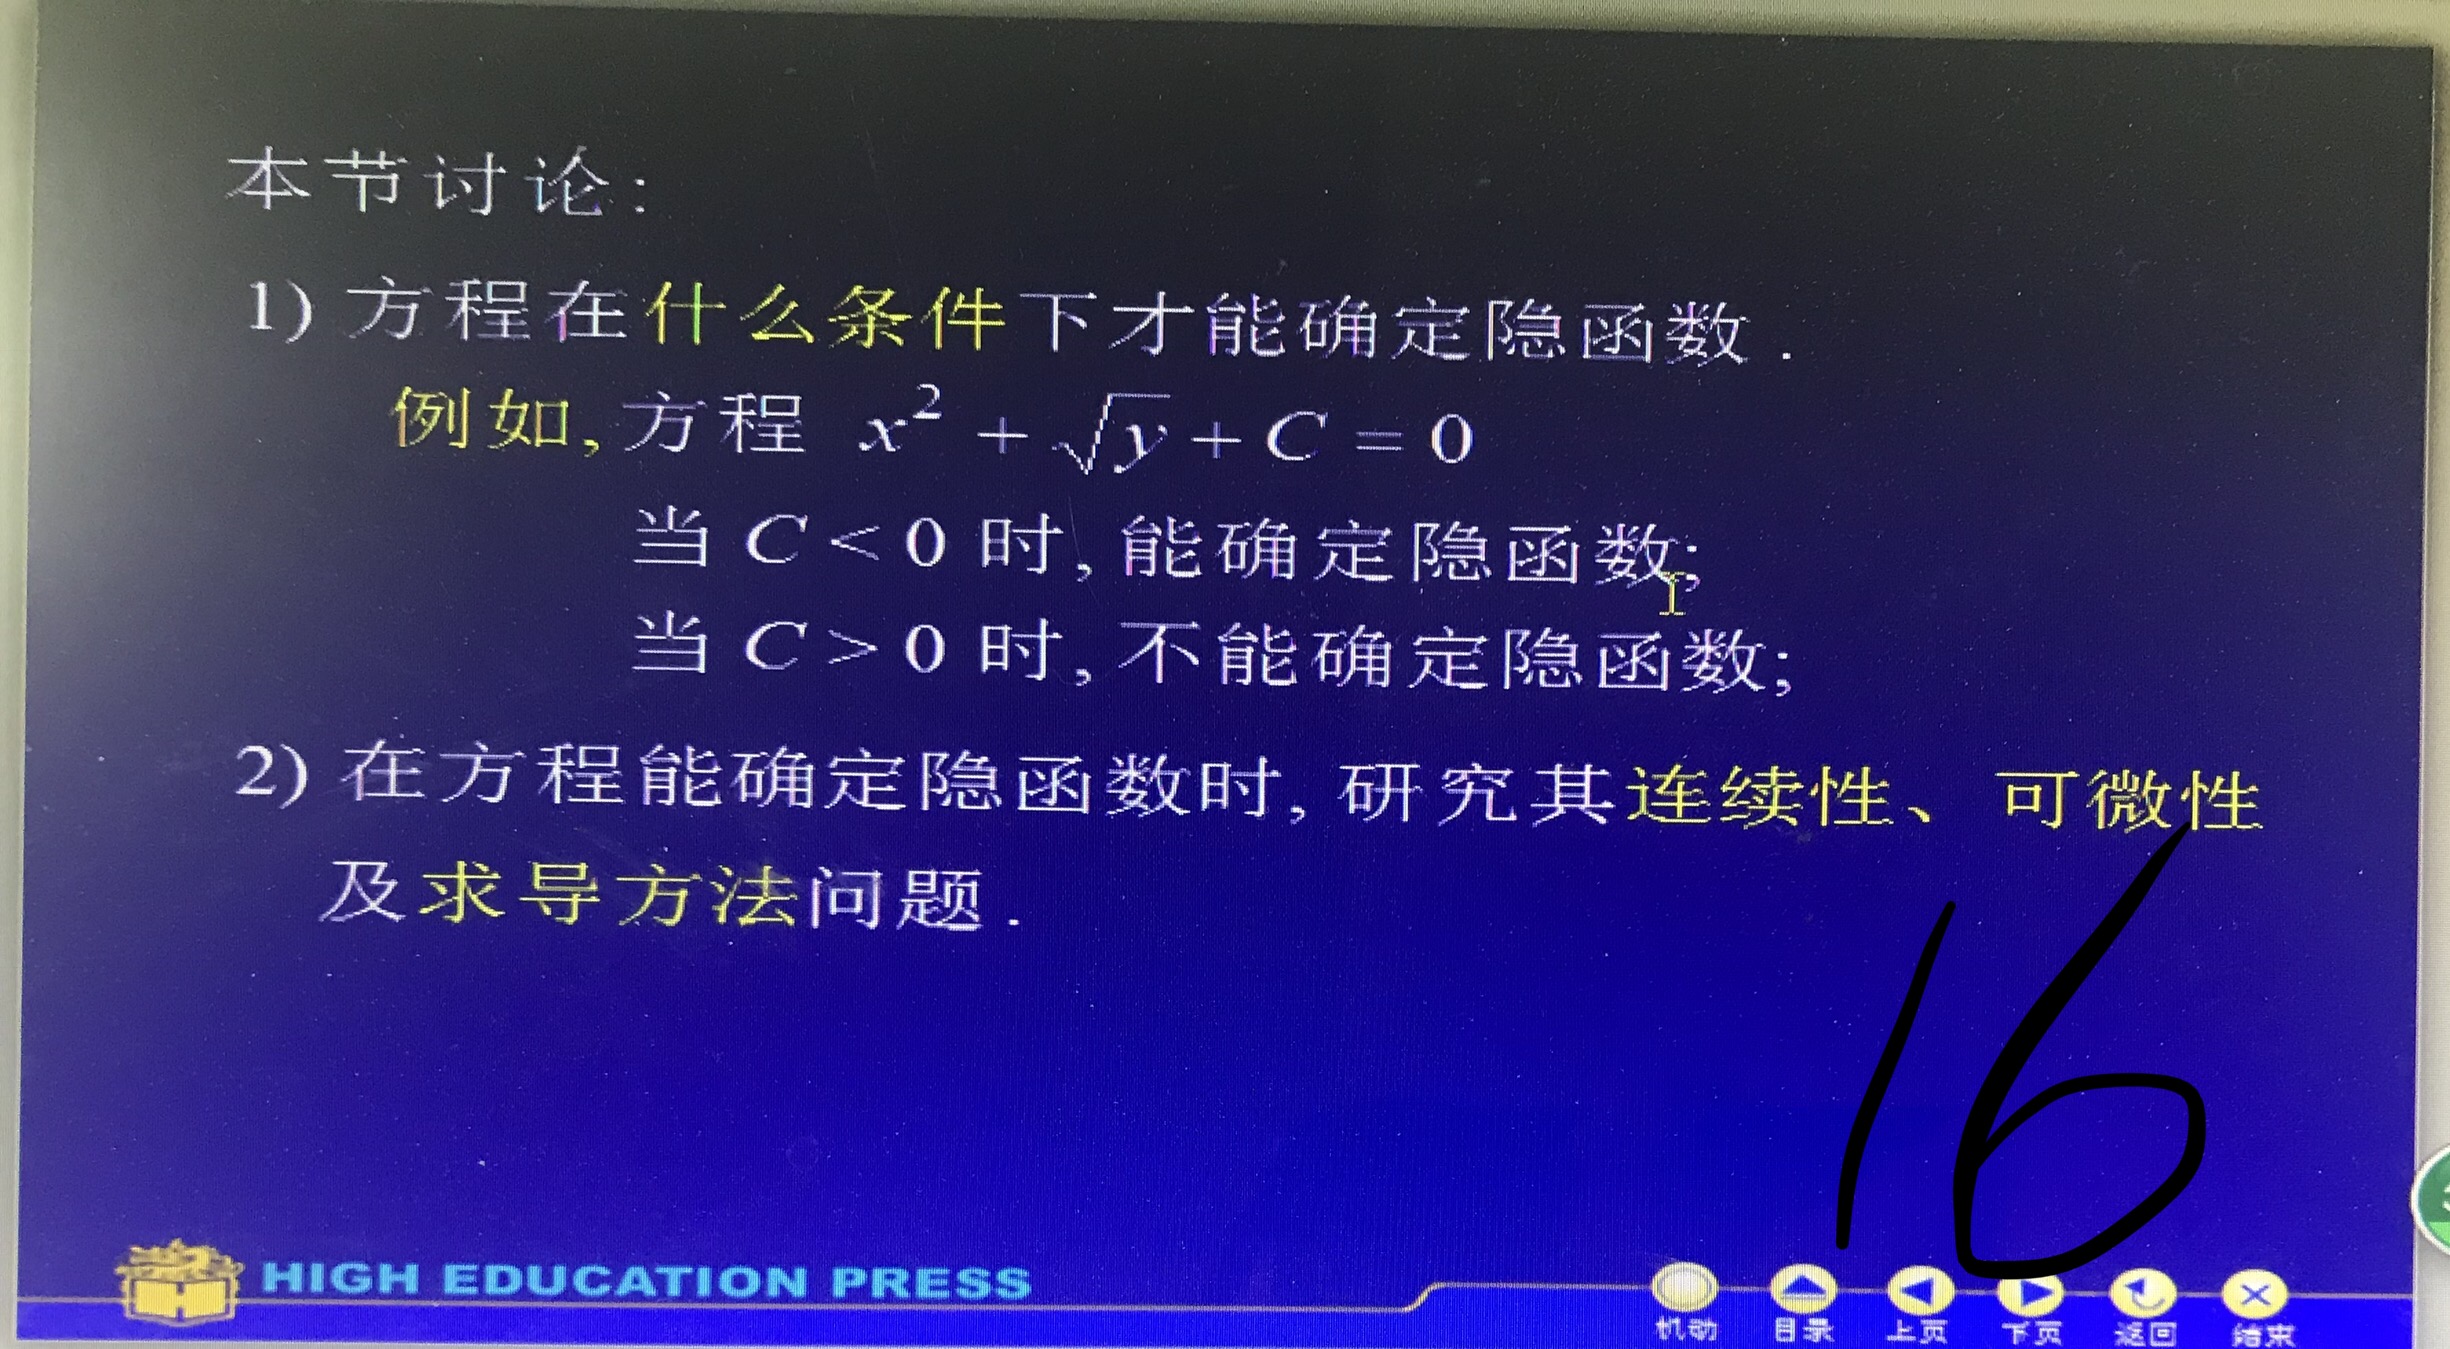 本节讨论:
1) 方程在什么条件下才能确定隐函数 .
例如, 方程 x² + √y + C = 0
当 C < 0 时, 能确定隐函数;
当 C > 0 时, 不能确定隐函数;
2) 在方程能确定隐函数时, 研究其连续性、可微性
及求导方法问题 .
16
HIGH EDUCATION PRESS
机动 目录 上页 下页 返回 结束